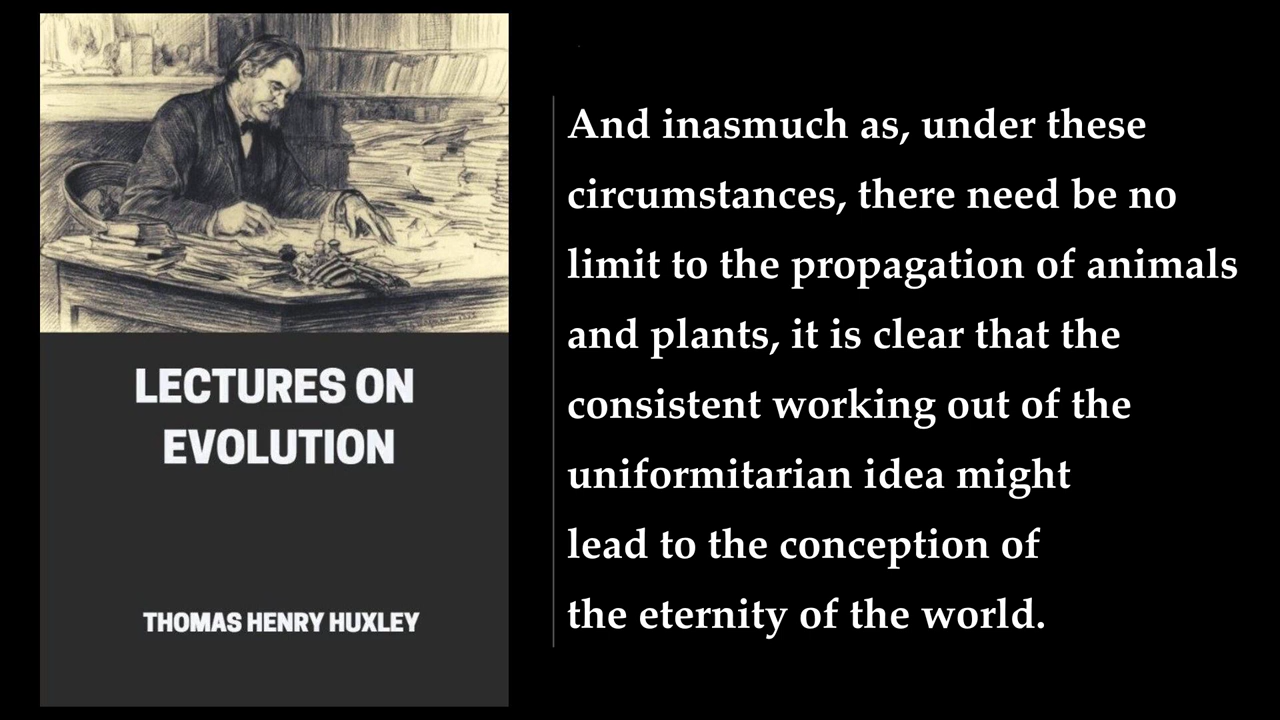 LECTURES ON
EVOLUTION
THOMAS HENRY HUXLEY
And inasmuch as, under these
circumstances, there need be no
limit to the propagation of animals
and plants, it is clear that the
consistent working out of the
uniformitarian idea might
lead to the conception of
the eternity of the world.